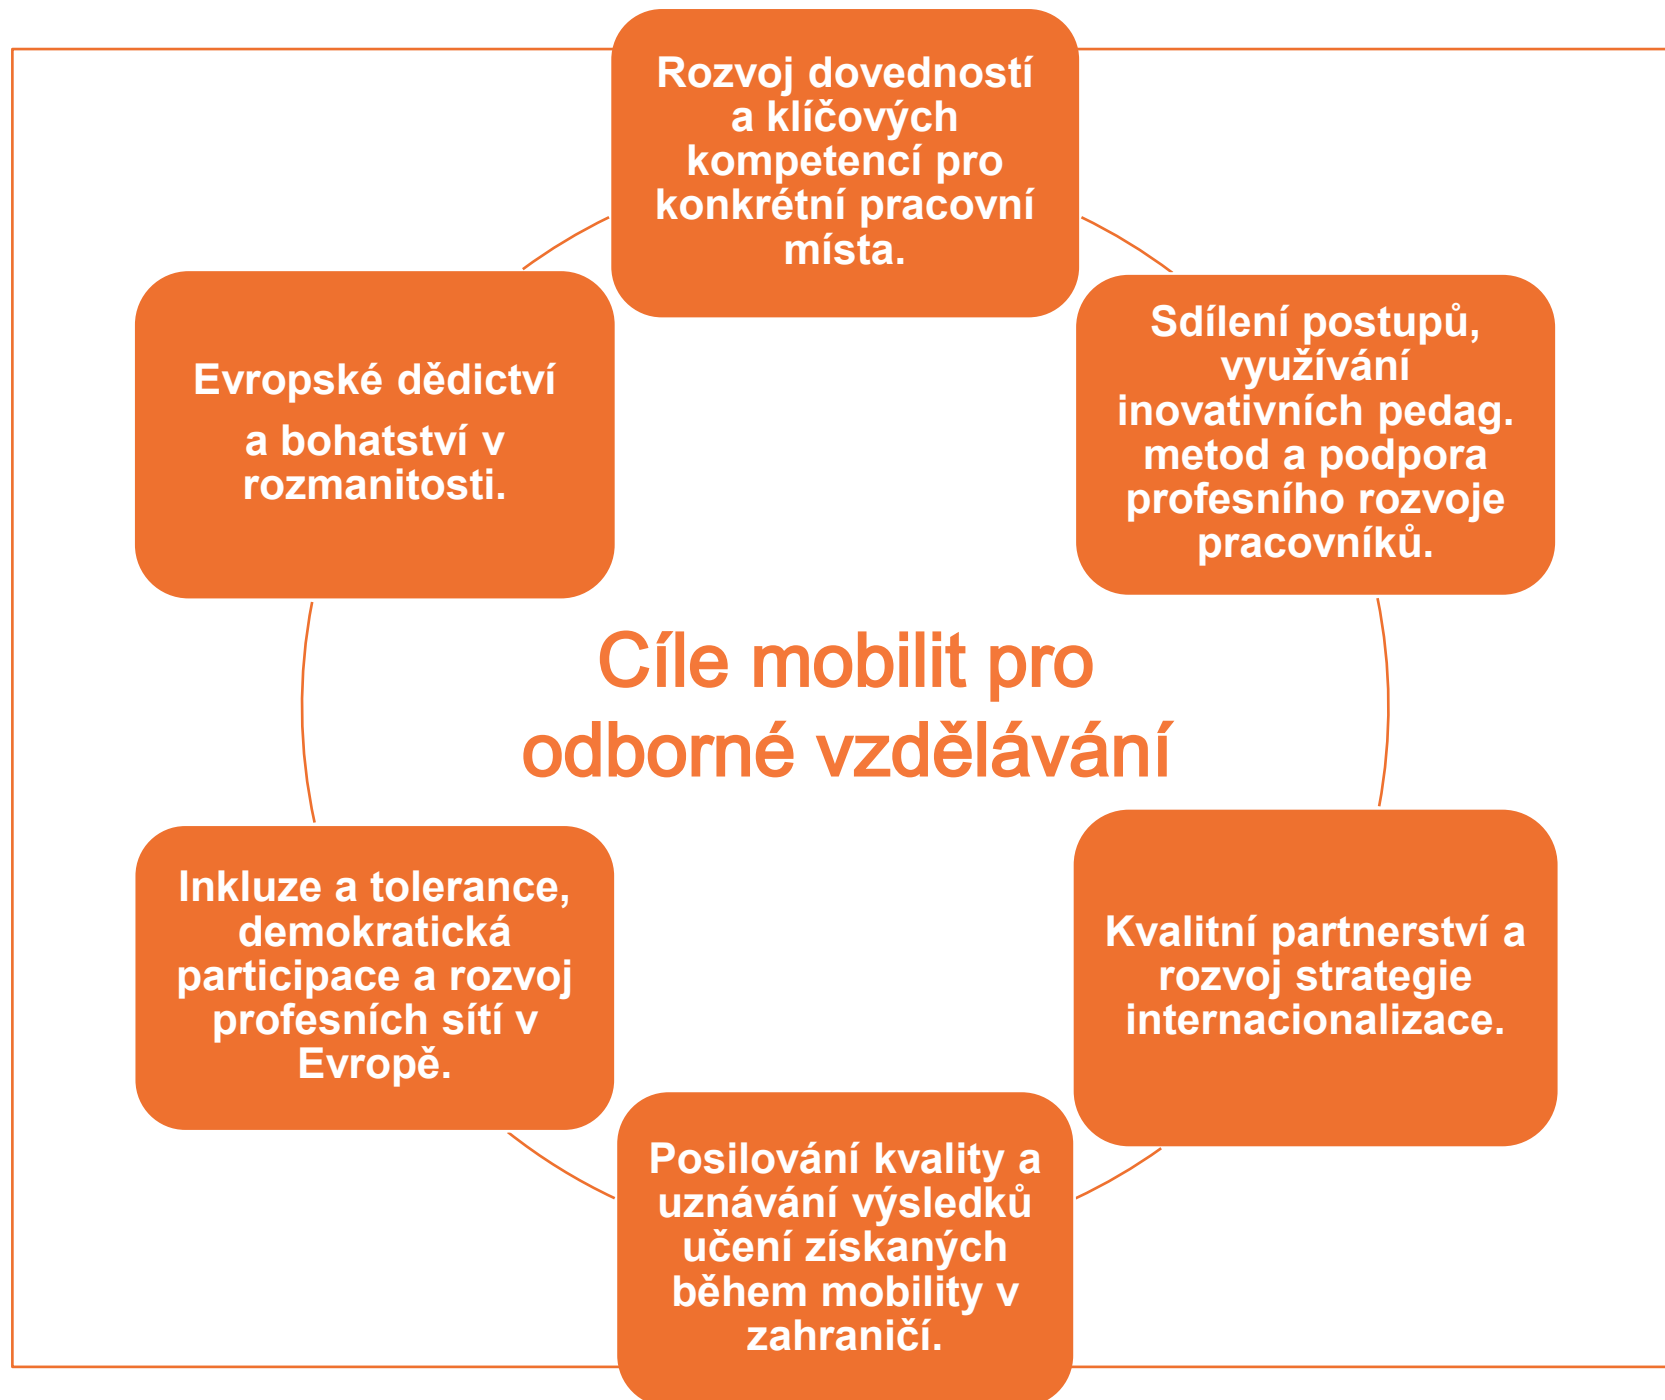 Rozvoj dovedností
a klíčových
kompetencí pro
konkrétní pracovní
místa.
Sdílení postupů,
využívání
inovativních pedag.
metod a podpora
profesního rozvoje
pracovníků.
Kvalitní partnerství a
rozvoj strategie
internacionalizace.
Posilování kvality a
uznávání výsledků
učení získaných
během mobility v
zahraničí.
Inkluze a tolerance,
demokratická
participace a rozvoj
profesních sítí v
Evropě.
Evropské dědictví
a bohatství v
rozmanitosti.
Cíle mobilit pro
odborné vzdělávání